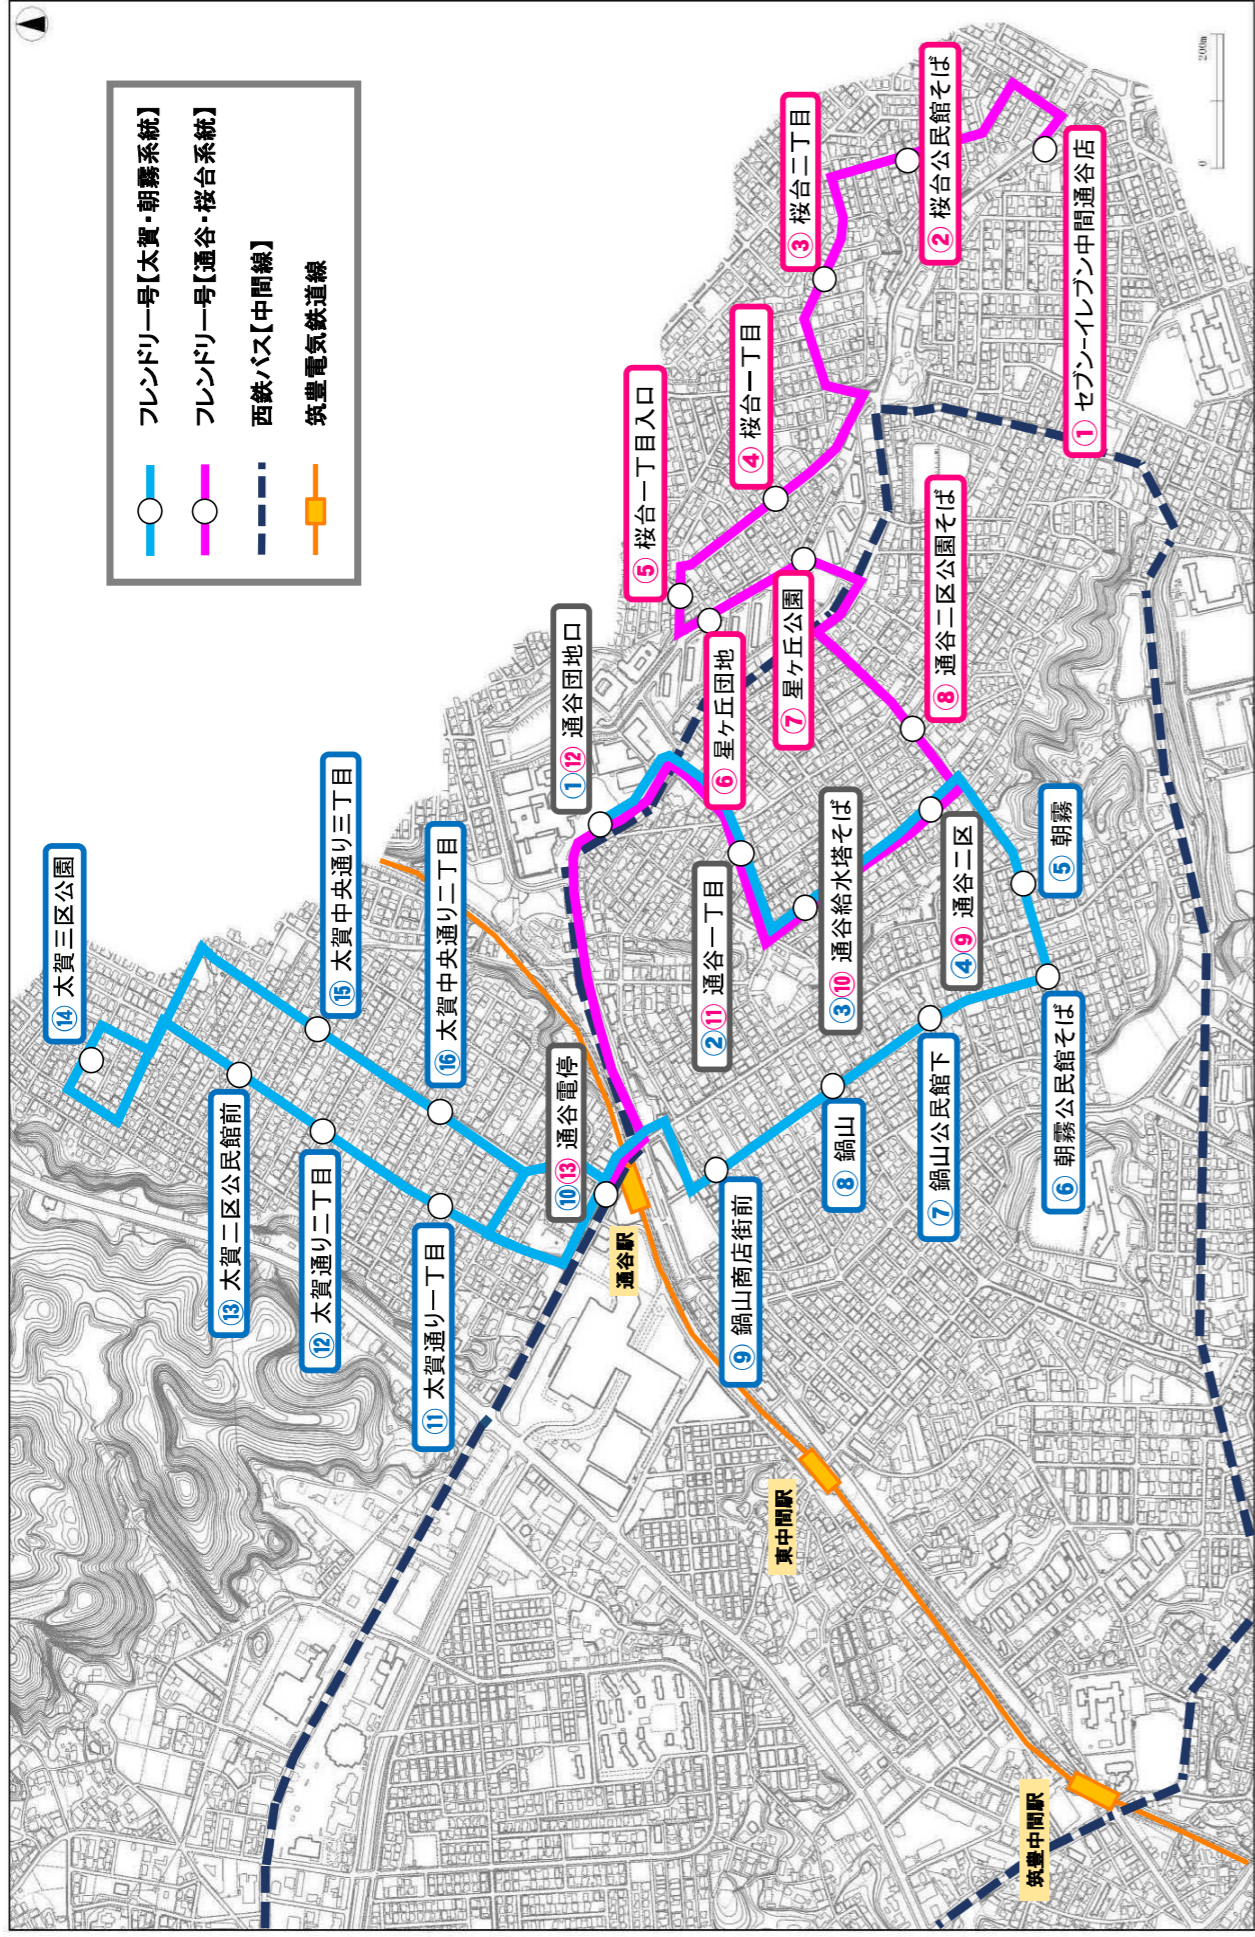 フレンドリー号【太賀・朝霧系統】
フレンドリー号【通谷・桜台系統】
西鉄バス【中間線】
筑豊電気鉄道線
⑭ 太賀三区公園
⑮ 太賀中央通り三丁目
⑯ 太賀中央通り二丁目
⑬ 太賀二区公民館前
⑫ 太賀通り二丁目
⑪ 太賀通り一丁目
⑩⑬ 通谷電停
通谷駅
①⑫ 通谷団地口
②⑪ 通谷一丁目
③⑩ 通谷給水塔そば
④⑨ 通谷二区
⑤ 朝霧
⑥ 朝霧公民館そば
⑦ 鍋山公民館下
⑧ 鍋山
⑨ 鍋山商店街前
⑤ 桜台一丁目入口
④ 桜台一丁目
③ 桜台二丁目
② 桜台公民館そば
① セブンーイレブン中間通谷店
⑥ 星ヶ丘団地
⑦ 星ヶ丘公園
⑧ 通谷二区公園そば
東中間駅
筑豊中間駅
0 200m